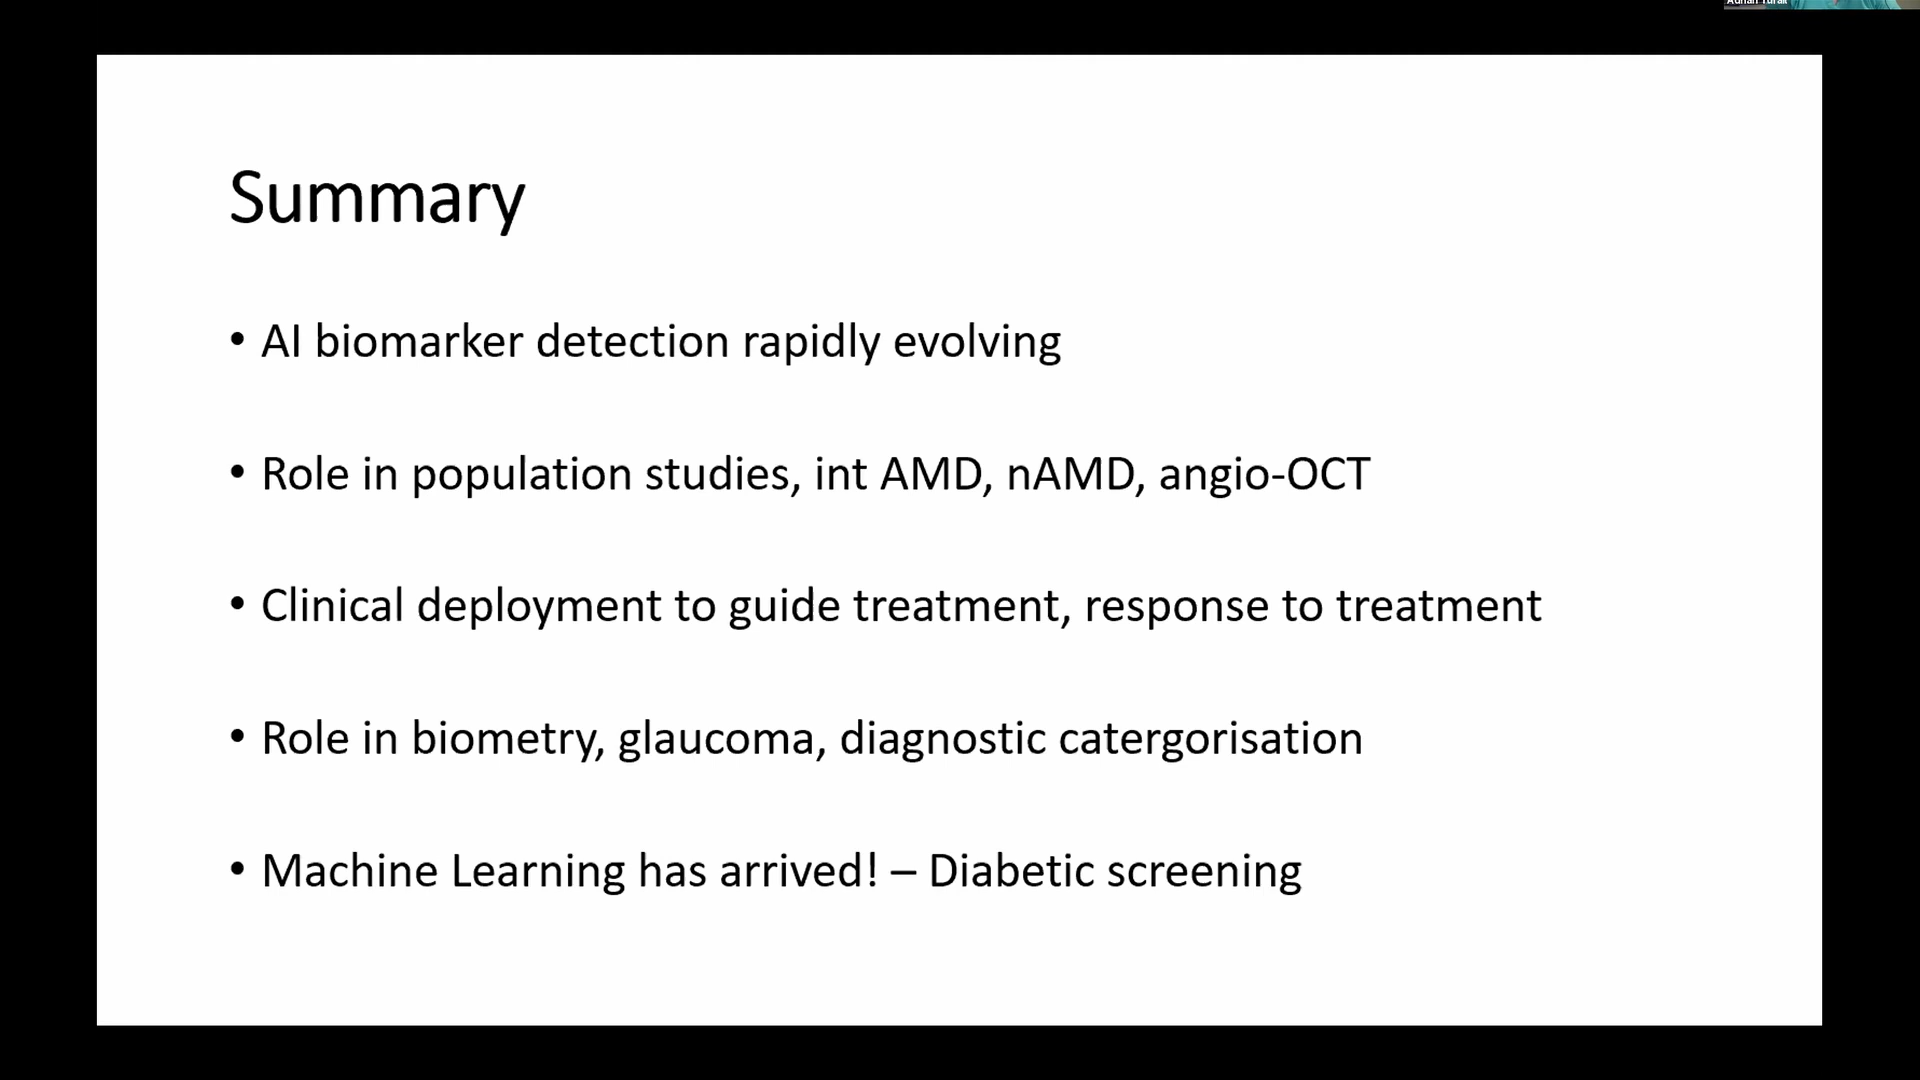 Summary
• AI biomarker detection rapidly evolving
• Role in population studies, int AMD, nAMD, angio-OCT
• Clinical deployment to guide treatment, response to treatment
• Role in biometry, glaucoma, diagnostic catergorisation
• Machine Learning has arrived! – Diabetic screening